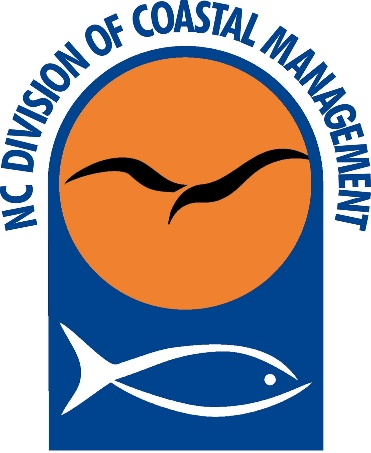 NC DIVISION OF COASTAL MANAGEMENT